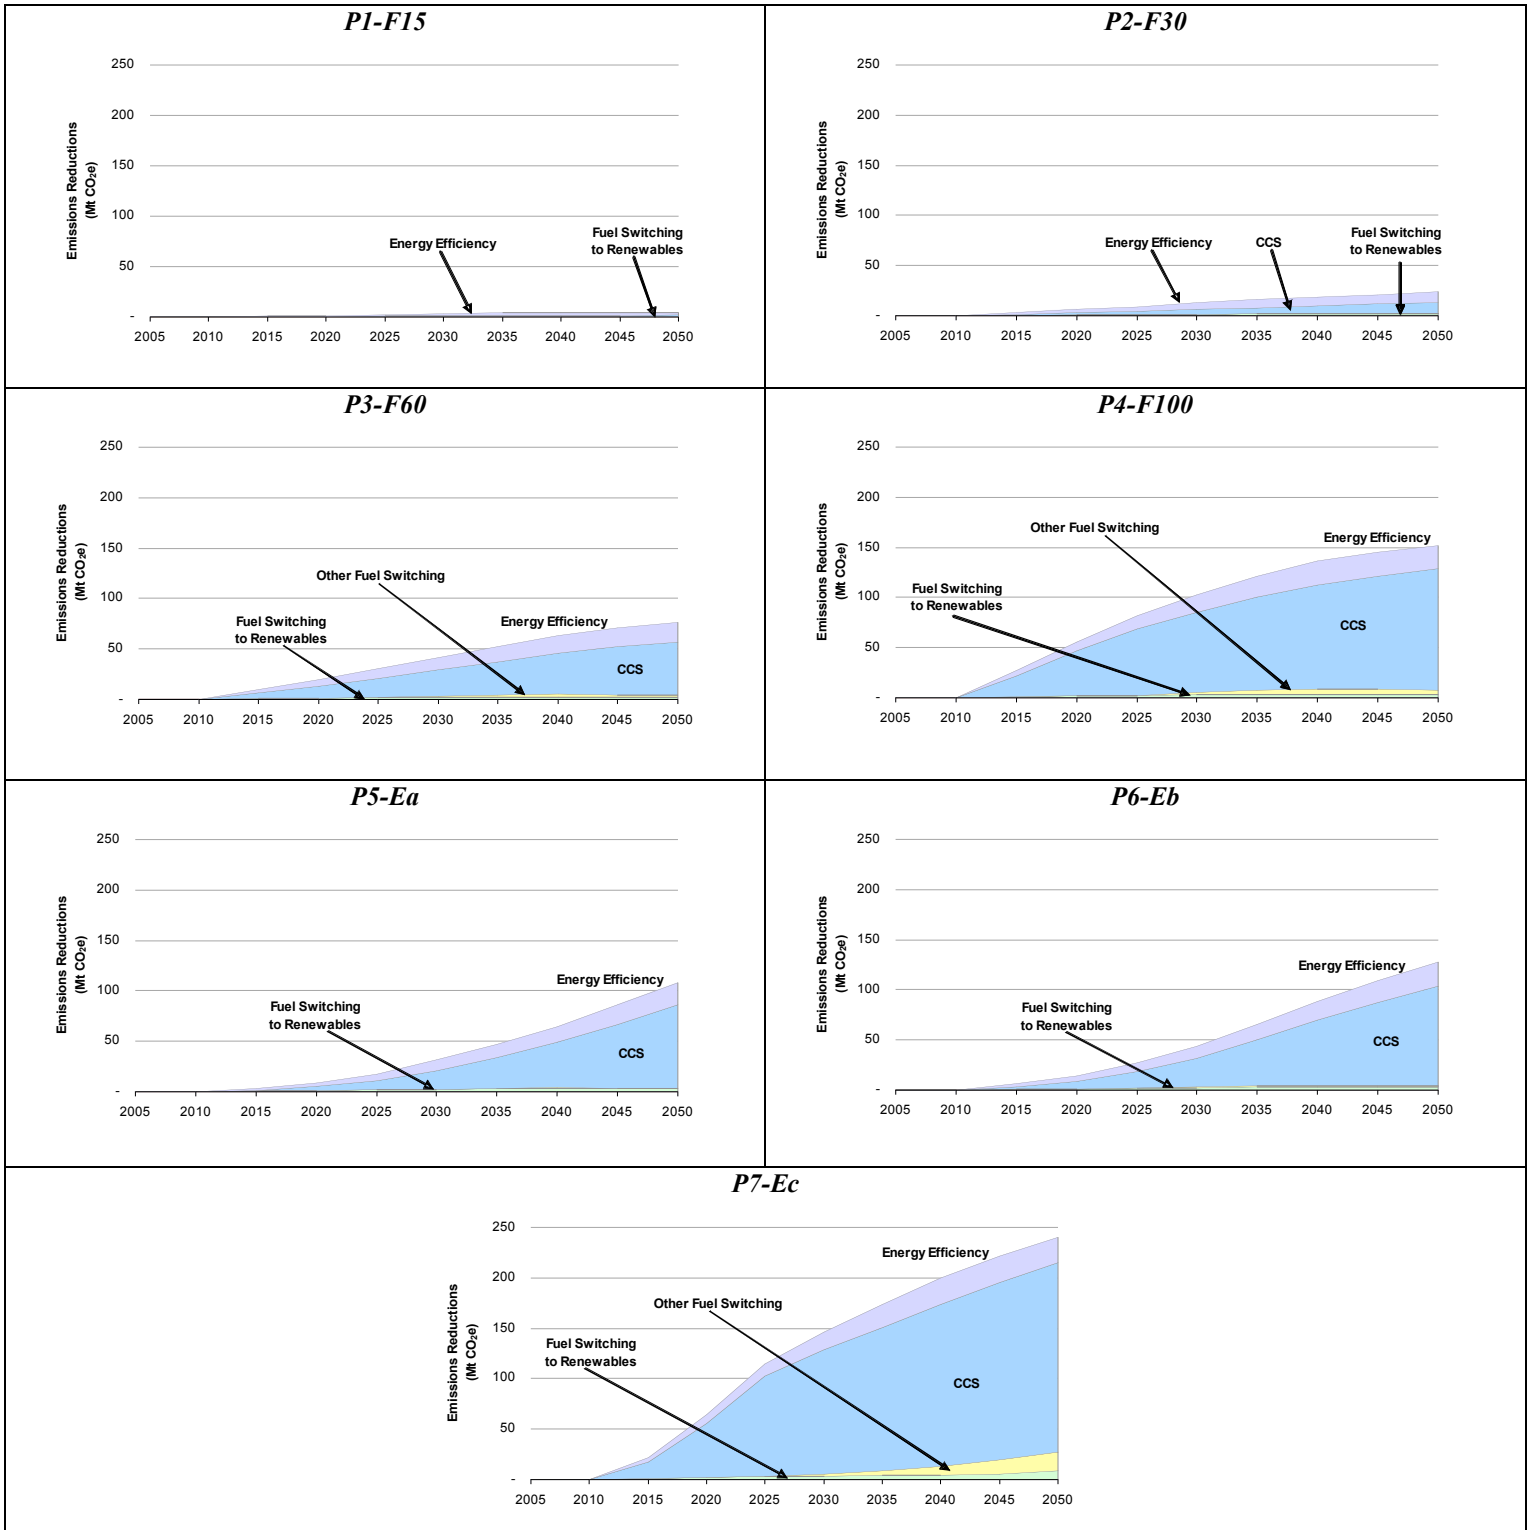 P1-F15
Emissions Reductions
(Mt CO₂e)
250
200
150
100
50
-
Energy Efficiency
Fuel Switching
to Renewables
2005 2010 2015 2020 2025 2030 2035 2040 2045 2050
P2-F30
Emissions Reductions
(Mt CO₂e)
250
200
150
100
50
-
Energy Efficiency
CCS
Fuel Switching
to Renewables
2005 2010 2015 2020 2025 2030 2035 2040 2045 2050
P3-F60
Emissions Reductions
(Mt CO₂e)
250
200
150
100
50
-
Other Fuel Switching
Fuel Switching
to Renewables
Energy Efficiency
CCS
2005 2010 2015 2020 2025 2030 2035 2040 2045 2050
P4-F100
Emissions Reductions
(Mt CO₂e)
250
200
150
100
50
-
Other Fuel Switching
Energy Efficiency
Fuel Switching
to Renewables
CCS
2005 2010 2015 2020 2025 2030 2035 2040 2045 2050
P5-Ea
Emissions Reductions
(Mt CO₂e)
250
200
150
100
50
-
Energy Efficiency
Fuel Switching
to Renewables
CCS
2005 2010 2015 2020 2025 2030 2035 2040 2045 2050
P6-Eb
Emissions Reductions
(Mt CO₂e)
250
200
150
100
50
-
Energy Efficiency
Fuel Switching
to Renewables
CCS
2005 2010 2015 2020 2025 2030 2035 2040 2045 2050
P7-Ec
Emissions Reductions
(Mt CO₂e)
250
200
150
100
50
-
Energy Efficiency
Other Fuel Switching
Fuel Switching
to Renewables
CCS
2005 2010 2015 2020 2025 2030 2035 2040 2045 2050